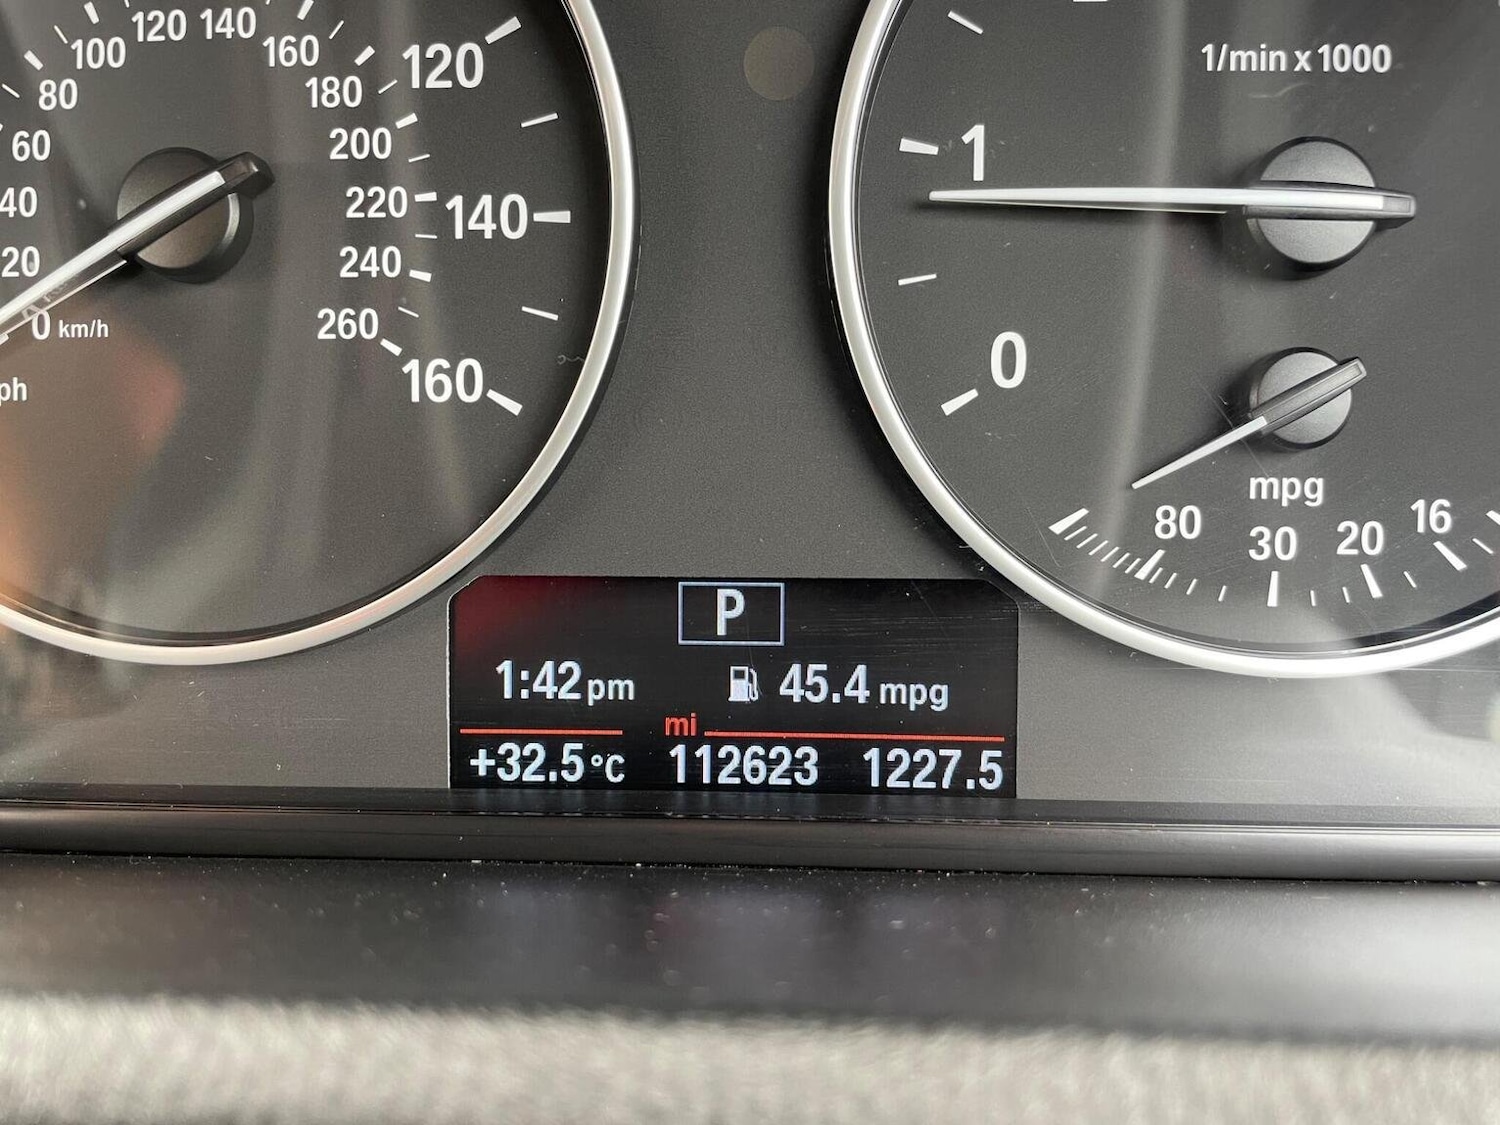 120 140
100 160
80 180 120
60 200
40 220 140
20 240
0 km/h 260
160
1/min x 1000
1
0
mpg
80 30 20 16
P
1:42 pm 45.4 mpg
mi
+32.5 °C 112623 1227.5